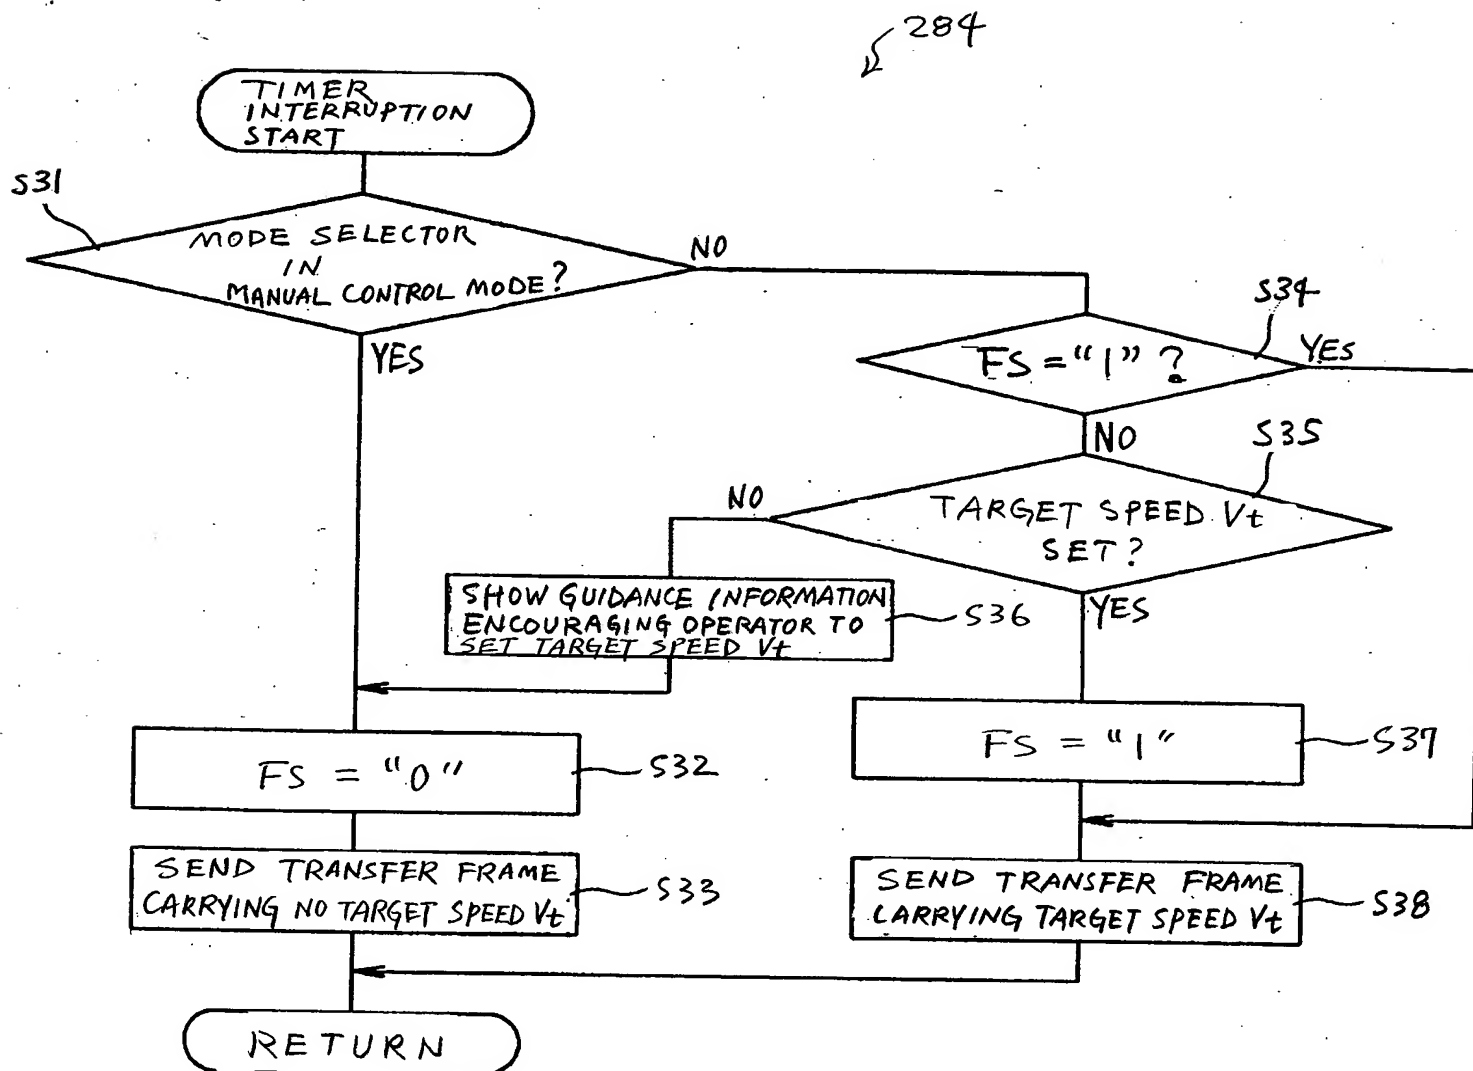 284
TIMER
INTERRUPTION
START
S31
MODE SELECTOR
IN
MANUAL CONTROL MODE?
NO
YES
S34
FS = "1" ?
YES
NO
S35
TARGET SPEED Vt
SET?
NO
YES
SHOW GUIDANCE INFORMATION
ENCOURAGING OPERATOR TO
SET TARGET SPEED Vt
S36
FS = "0"
S32
FS = "1"
S37
SEND TRANSFER FRAME
CARRYING NO TARGET SPEED Vt
S33
SEND TRANSFER FRAME
CARRYING TARGET SPEED Vt
S38
RETURN